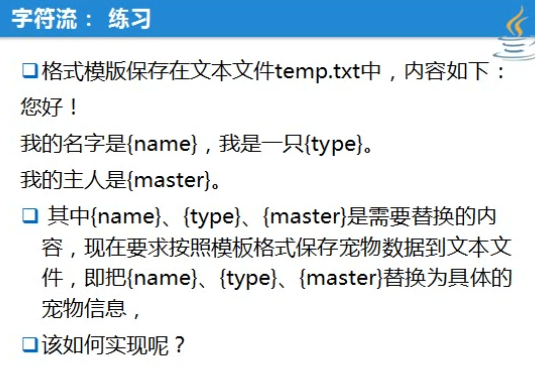 字符流： 练习
格式模版保存在文本文件temp.txt中，内容如下：
您好！
我的名字是{name}，我是一只{type}。
我的主人是{master}。
其中{name}、{type}、{master}是需要替换的内
容，现在要求按照模板格式保存宠物数据到文本文
件，即把{name}、{type}、{master}替换为具体的
宠物信息，
该如何实现呢？